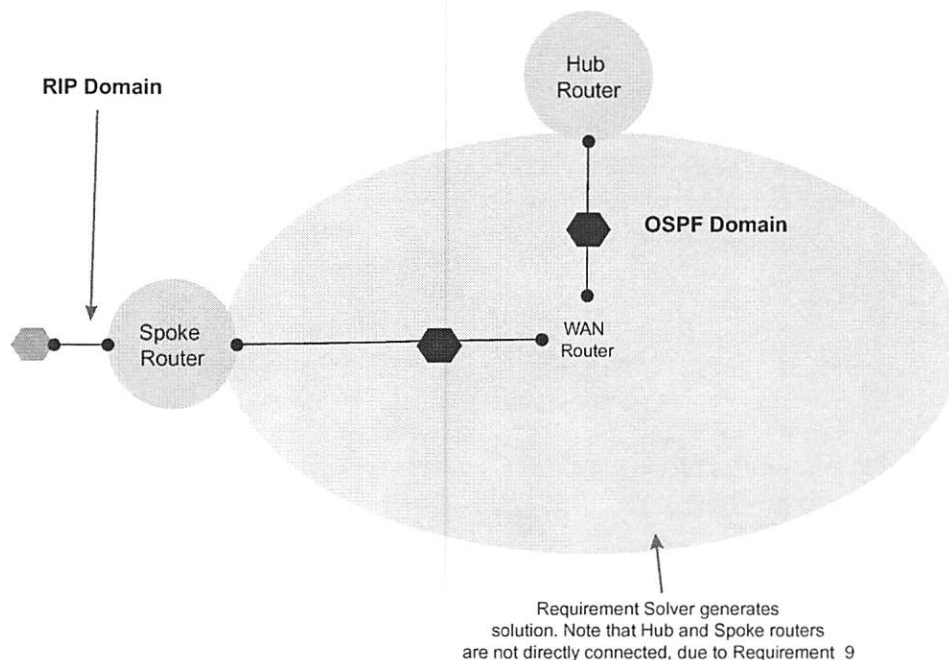 Hub
Router
RIP Domain
OSPF Domain
Spoke
Router
WAN
Router
Requirement Solver generates
solution. Note that Hub and Spoke routers
are not directly connected, due to Requirement 9